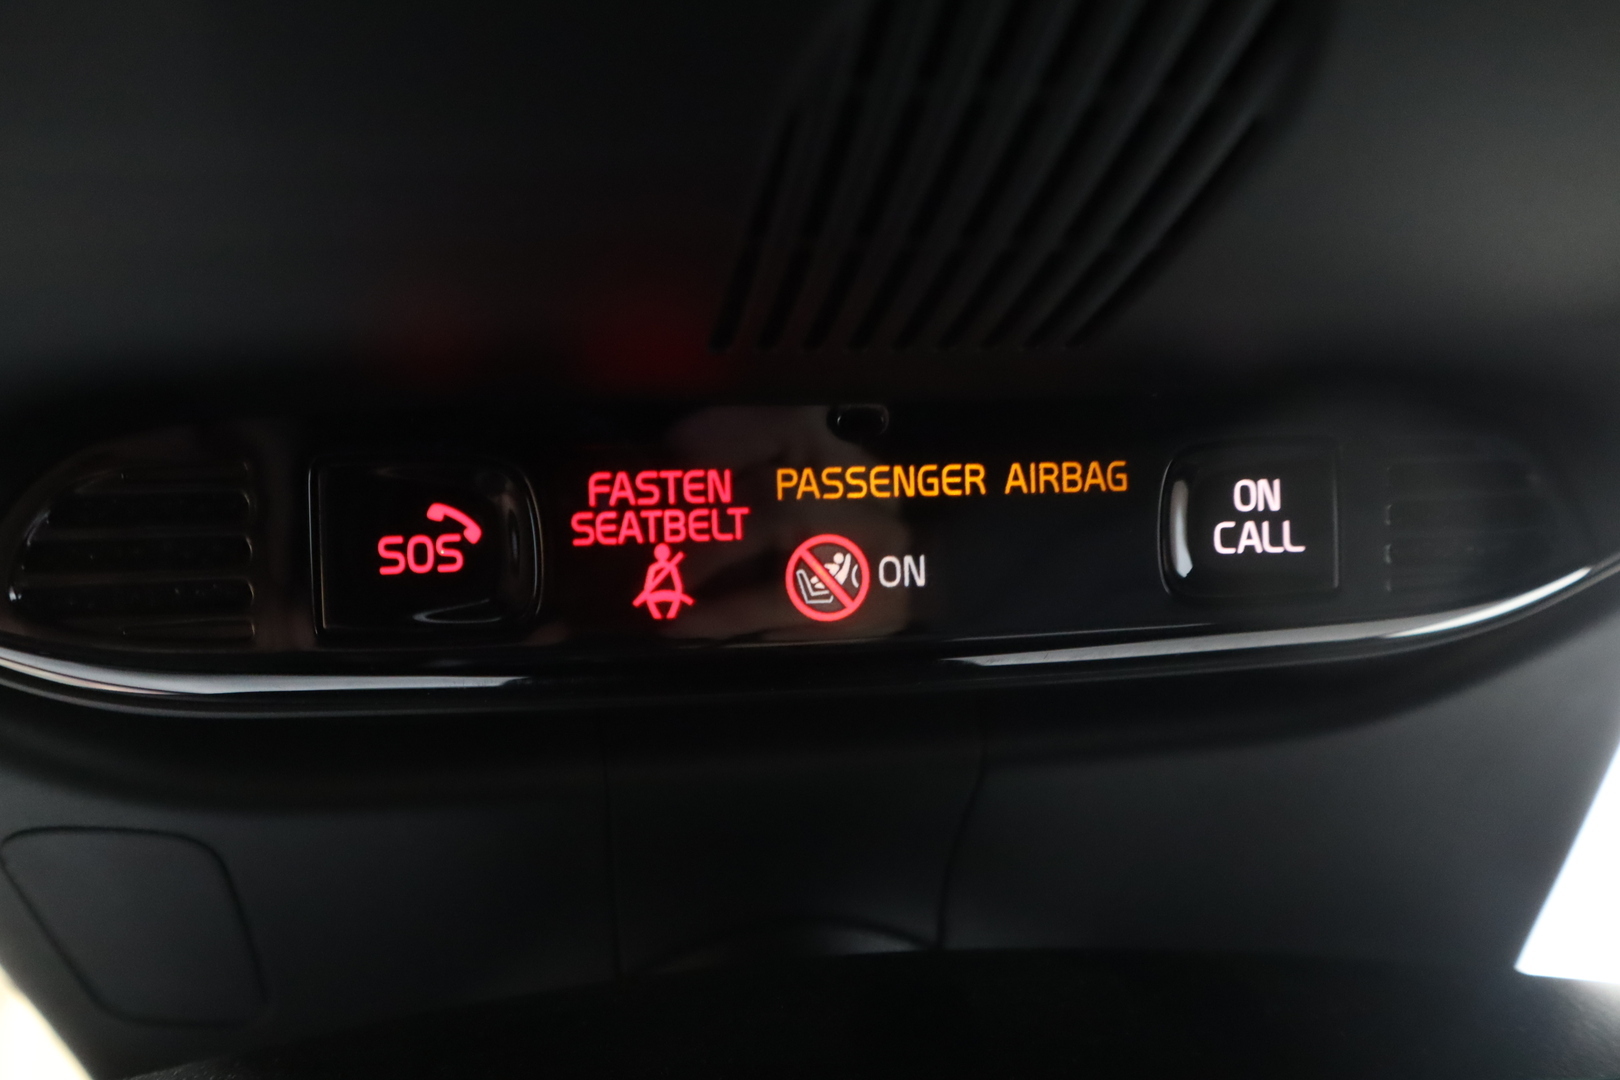 SOS
FASTEN
SEATBELT
PASSENGER AIRBAG
ON
ON
CALL